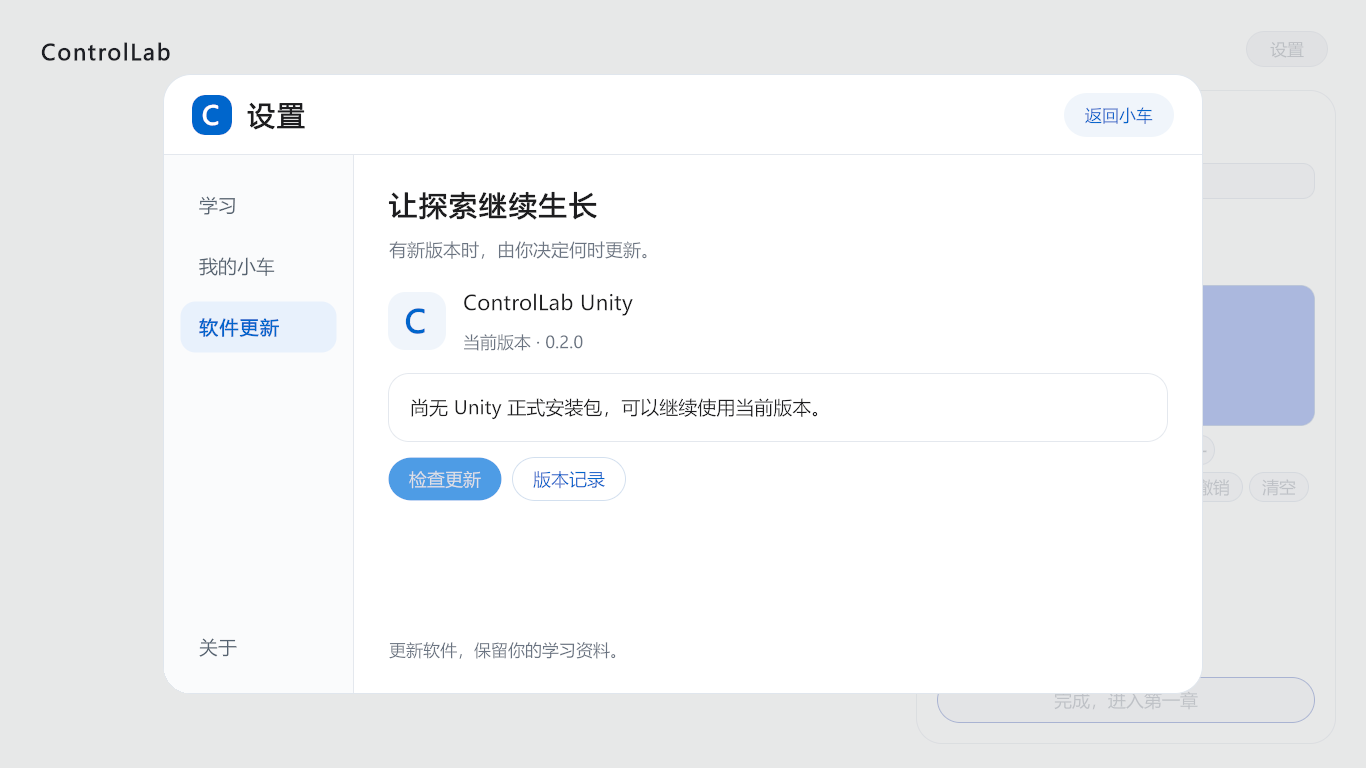 ControlLab
设置
C 设置
返回小车
学习
我的小车
软件更新
关于
让探索继续生长
有新版本时，由你决定何时更新。
C
ControlLab Unity
当前版本 · 0.2.0
尚无 Unity 正式安装包，可以继续使用当前版本。
检查更新
版本记录
更新软件，保留你的学习资料。
撤销
清空
完成，进入第一章